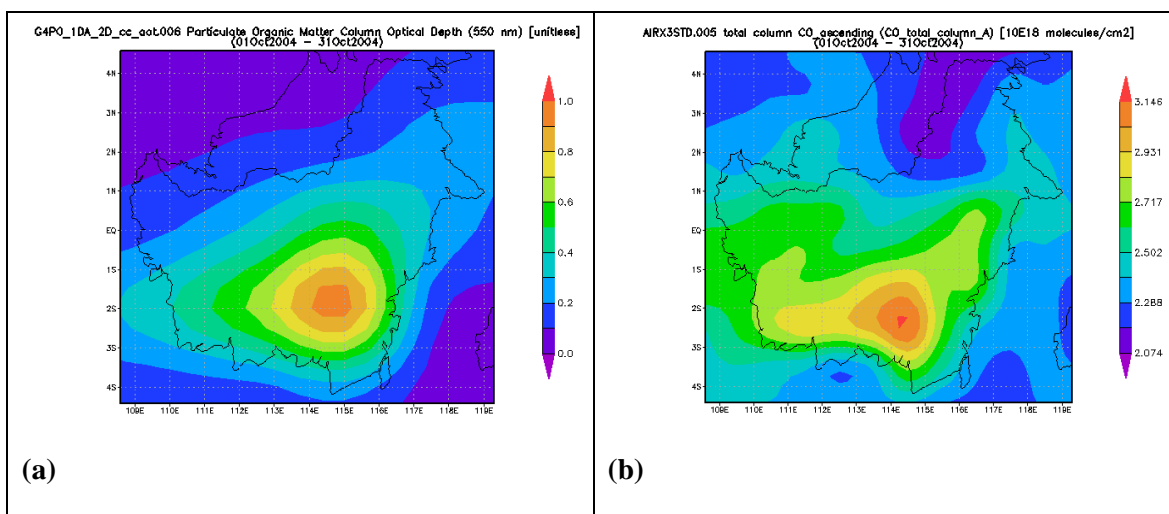 G4P0_1DA_2D_cc_aot.006 Particulate Organic Matter Column Optical Depth (550 nm) [unitless]
(01Oct2004 - 31Oct2004)
4N
3N
2N
1N
EQ
1S
2S
3S
4S
109E 110E 111E 112E 113E 114E 115E 116E 117E 118E 119E
1.0
0.8
0.6
0.4
0.2
0.0
(a)
AIRX3STD.005 total column CO ascending (CO_total_column_A) [10E18 molecules/cm2]
(01Oct2004 - 31Oct2004)
4N
3N
2N
1N
EQ
1S
2S
3S
4S
109E 110E 111E 112E 113E 114E 115E 116E 117E 118E 119E
3.146
2.931
2.717
2.502
2.288
2.074
(b)